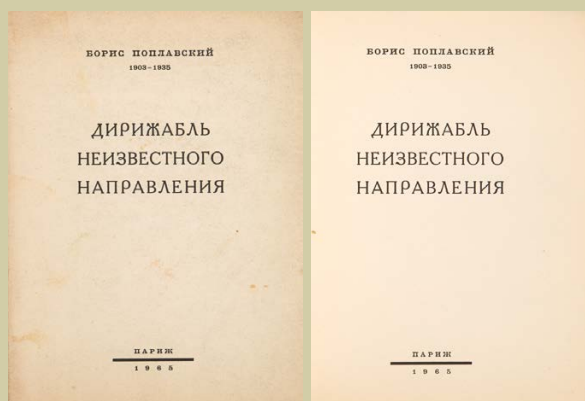 БОРИС ПОПЛАВСКИЙ
1903–1935
ДИРИЖАБЛЬ
НЕИЗВЕСТНОГО
НАПРАВЛЕНИЯ
ПАРИЖ
1965
БОРИС ПОПЛАВСКИЙ
1903–1935
ДИРИЖАБЛЬ
НЕИЗВЕСТНОГО
НАПРАВЛЕНИЯ
ПАРИЖ
1965